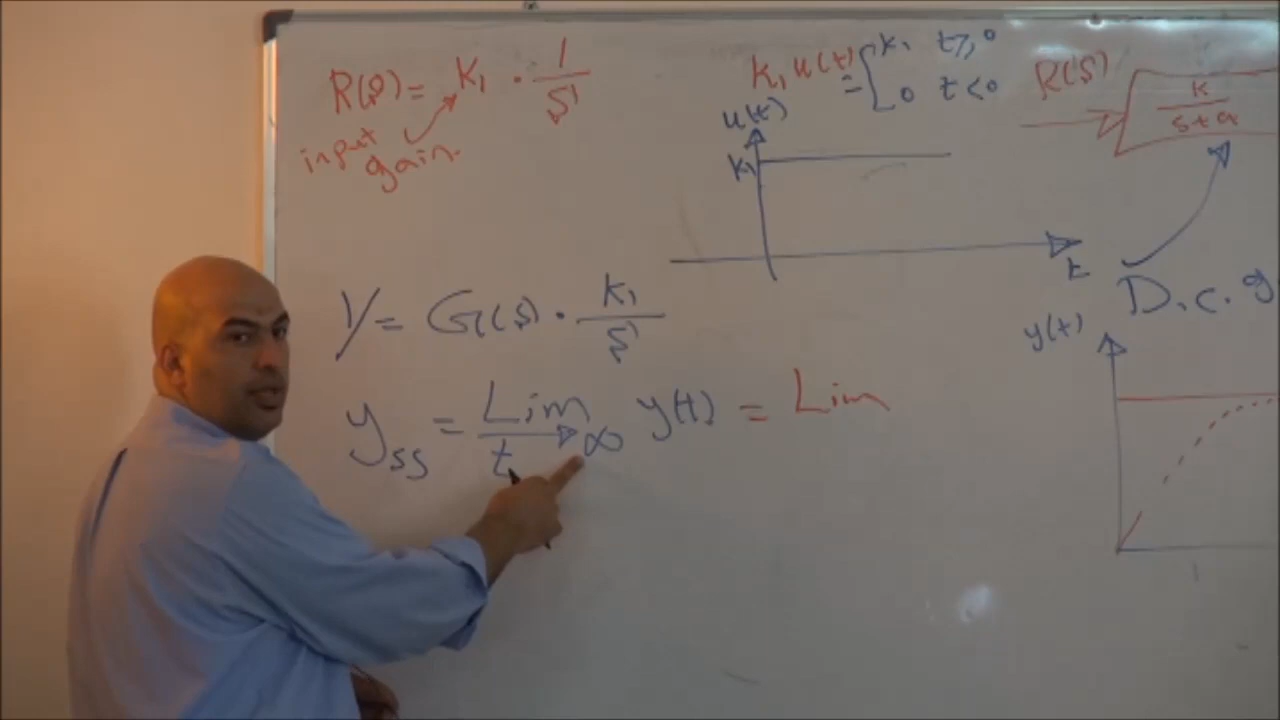 R(s) = K₁ · 1/S
input gain.
K₁ u(t) = { K₁ t ≥ 0
0 t < 0
u(t)
K₁
t
R(s)
K/(s+a)
D.c. g
Y = G(s) · K₁/S
y_ss = Lim t→∞ y(t) = Lim
y(t)